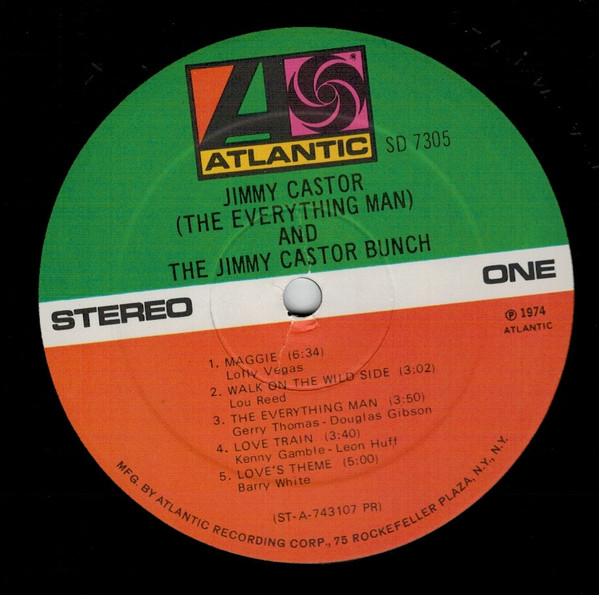 ATLANTIC
SD 7305
JIMMY CASTOR
(THE EVERYTHING MAN)
AND
THE JIMMY CASTOR BUNCH
STEREO
ONE
℗ 1974
ATLANTIC
1. MAGGIE (6:34)
Lolly Vegas
2. WALK ON THE WILD SIDE (3:02)
Lou Reed
3. THE EVERYTHING MAN (3:50)
Gerry Thomas - Douglas Gibson
4. LOVE TRAIN (3:40)
Kenny Gamble - Leon Huff
5. LOVE'S THEME (5:00)
Barry White
(ST-A-743107 PR)
MFG. BY ATLANTIC RECORDING CORP., 75 ROCKEFELLER PLAZA, N.Y., N.Y.